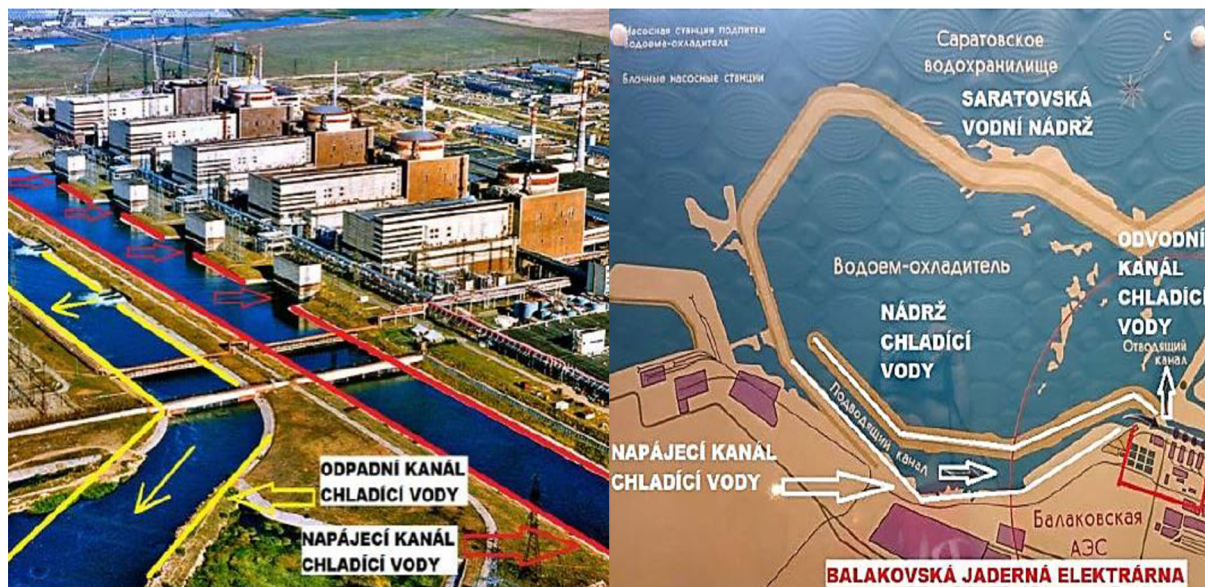 ODPADNÍ KANÁL
CHLADÍCÍ VODY
NAPÁJECÍ KANÁL
CHLADÍCÍ VODY
Насосная станция подпитки
водоема-охладителя
Блочные насосные станции
Саратовское
водохранилище
SARATOVSKÁ
VODNÍ NÁDRŽ
С
Водоем-охладитель
NÁDRŽ
CHLADÍCÍ
VODY
ODVODNÍ
KANÁL
CHLADÍCÍ
VODY
Отводящий
канал
Подводящий канал
NAPÁJECÍ KANÁL
CHLADÍCÍ VODY
Балаковская
АЭС
BALAKOVSKÁ JADERNÁ ELEKTRÁRNA